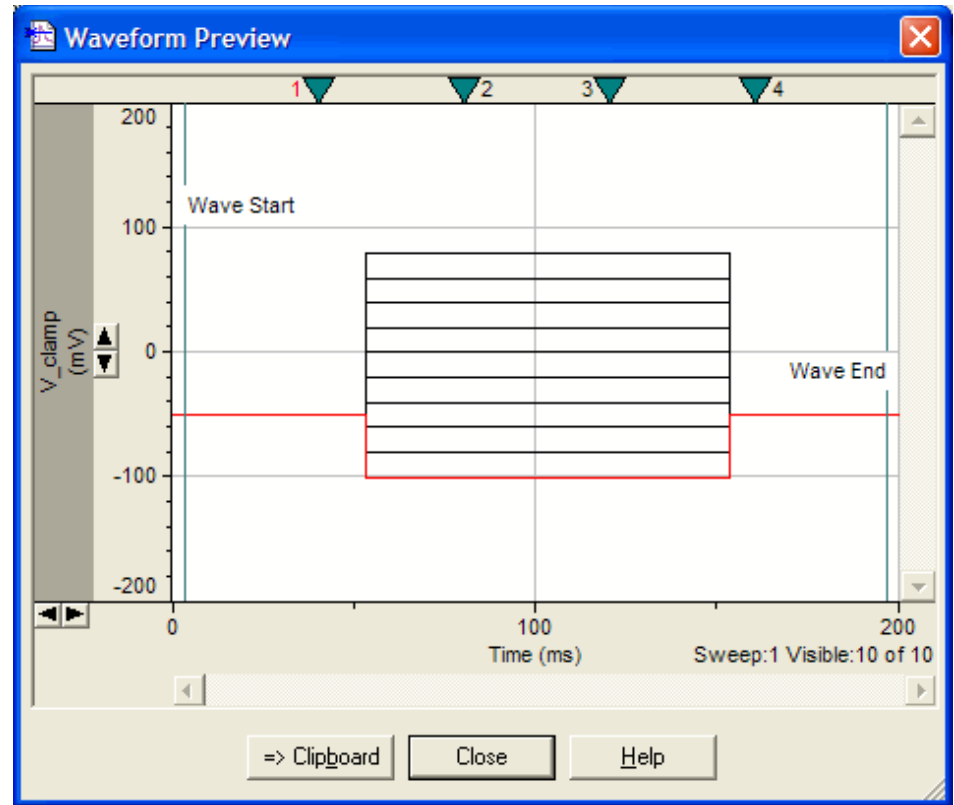 Waveform Preview
1 2 3 4
200
Wave Start
100
V_clamp
(mV)
0
Wave End
-100
-200
0 100 200
Time (ms) Sweep:1 Visible:10 of 10
=> Clipboard Close Help